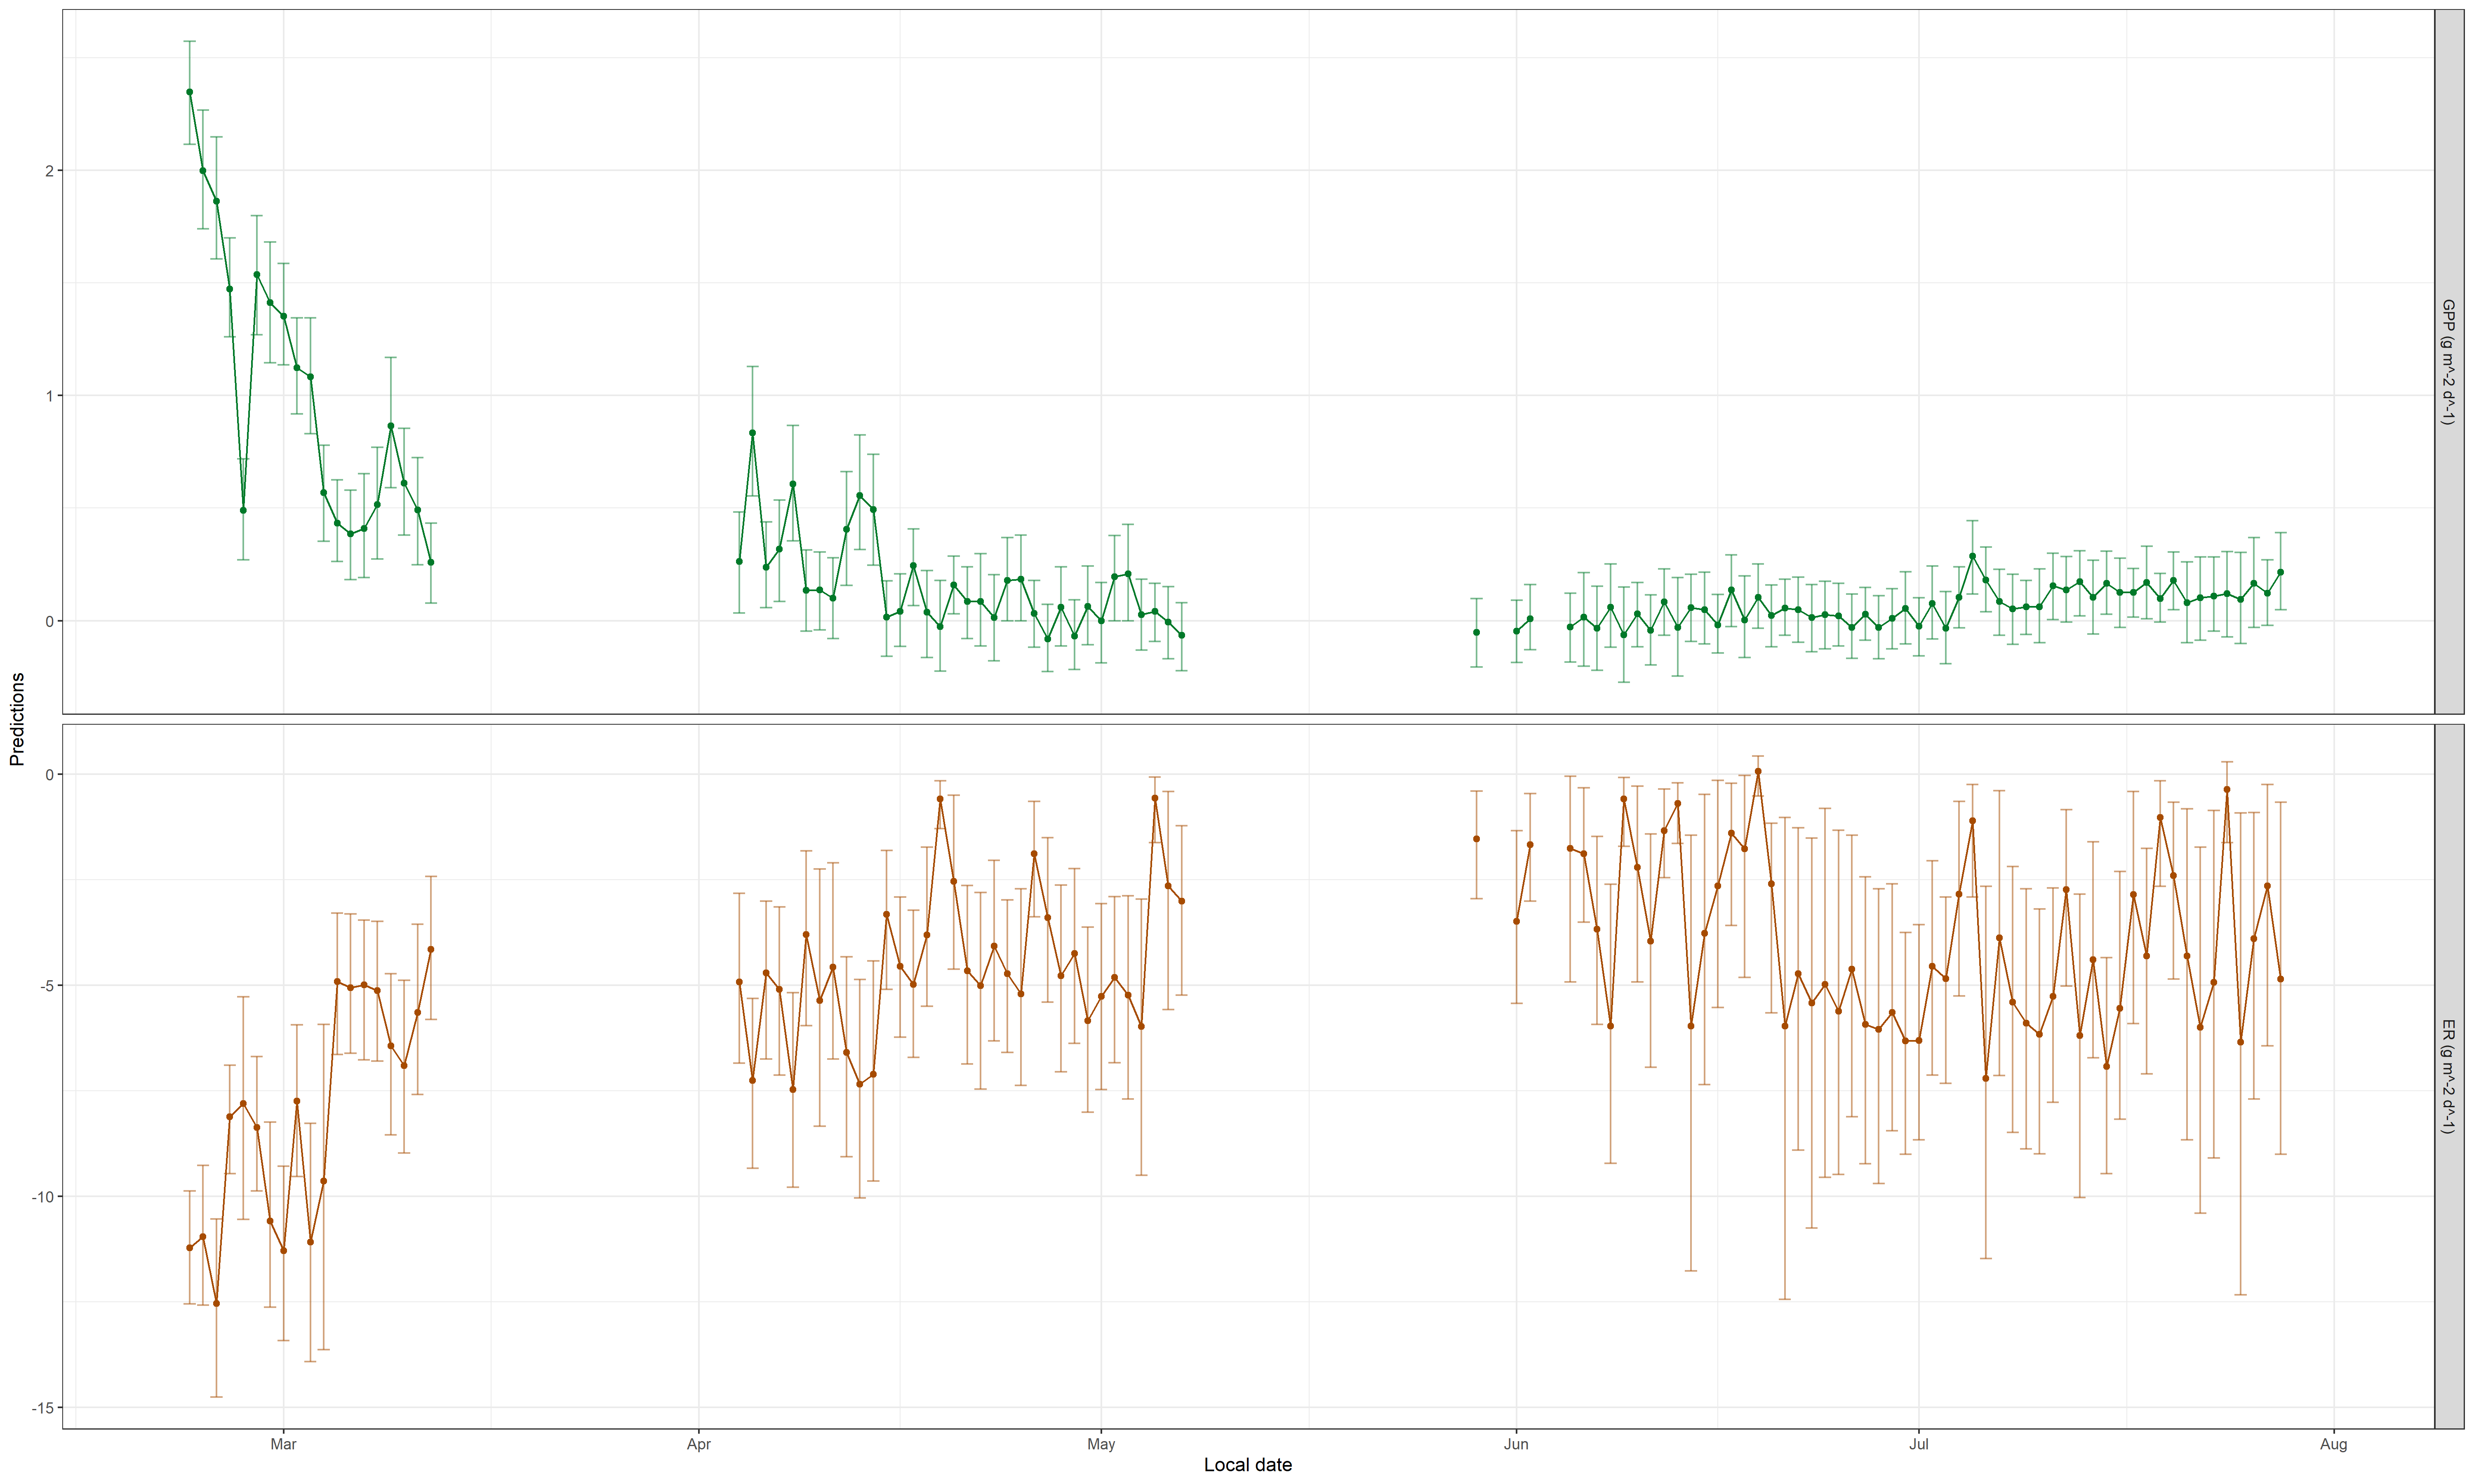 2
1
0
GPP (g m^-2 d^-1)
Predictions
0
-5
-10
-15
ER (g m^-2 d^-1)
Mar
Apr
May
Jun
Jul
Aug
Local date